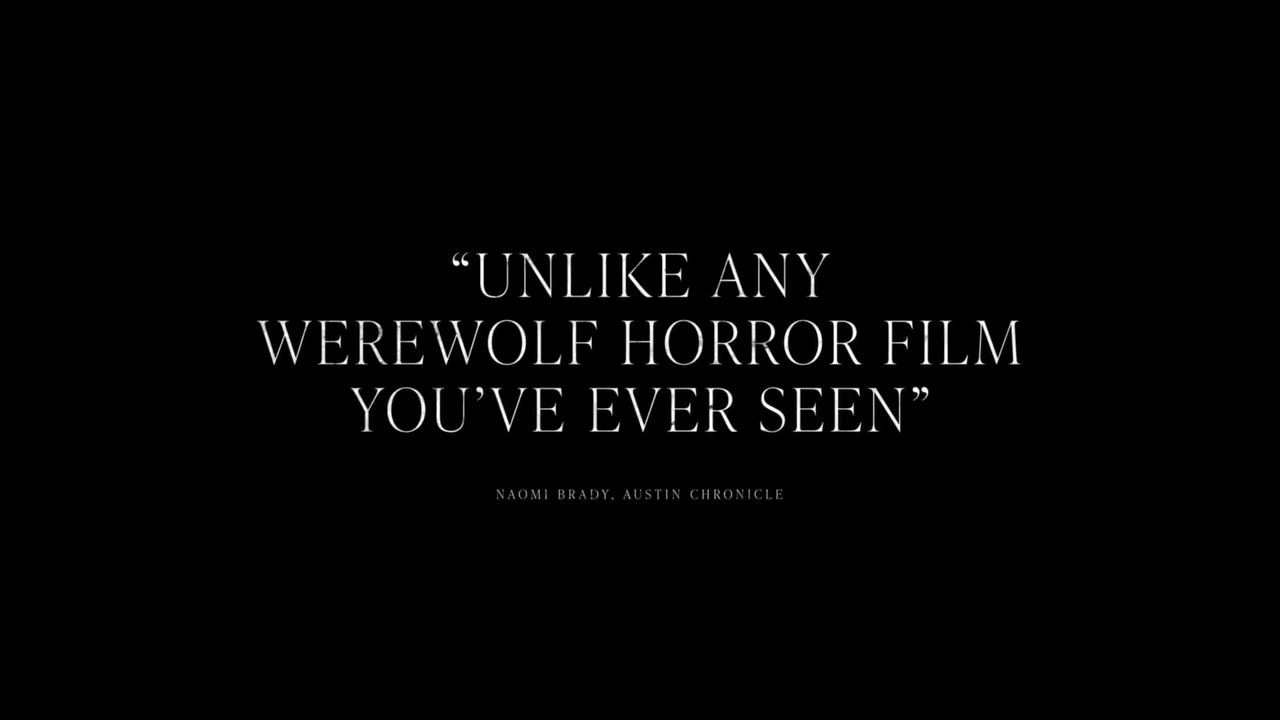 “UNLIKE ANY
WEREWOLF HORROR FILM
YOU’VE EVER SEEN”
NAOMI BRADY, AUSTIN CHRONICLE